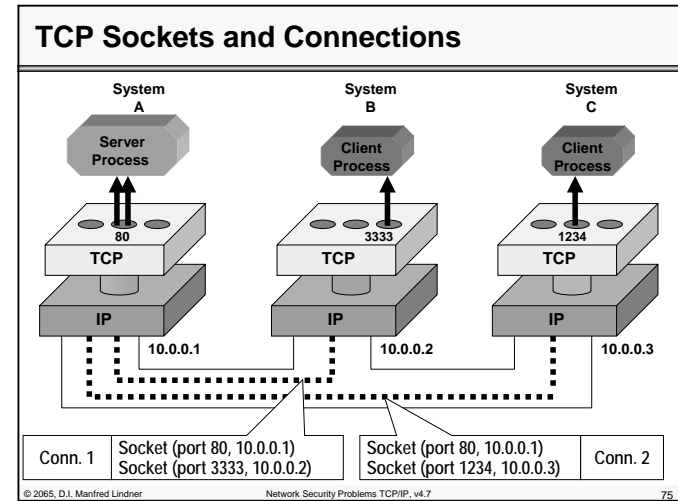 TCP Sockets and Connections
System
A
System
B
System
C
Server
Process
Client
Process
Client
Process
80
3333
1234
TCP
TCP
TCP
IP
IP
IP
10.0.0.1
10.0.0.2
10.0.0.3
Conn. 1
Socket (port 80, 10.0.0.1)
Socket (port 3333, 10.0.0.2)
Socket (port 80, 10.0.0.1)
Socket (port 1234, 10.0.0.3)
Conn. 2
© 2065, D.I. Manfred Lindner
Network Security Problems TCP/IP, v4.7
75